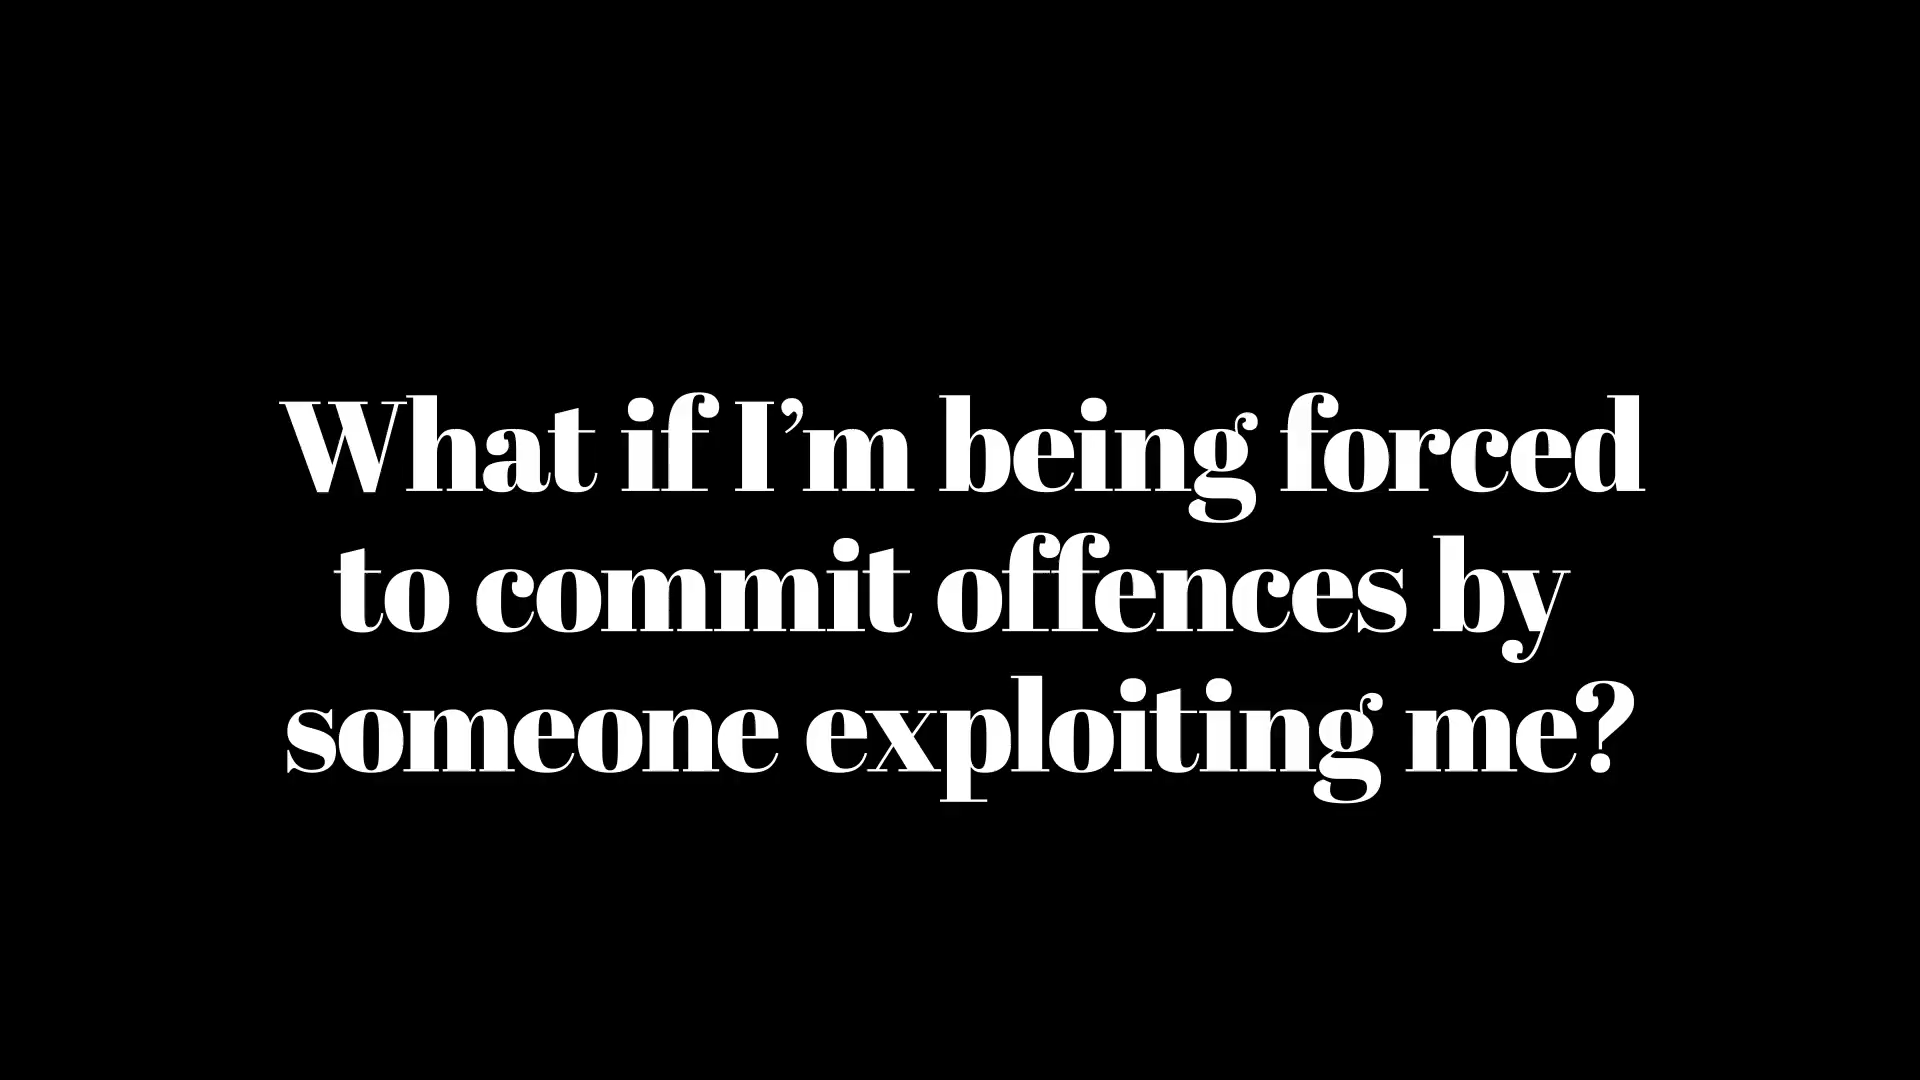 What if I’m being forced
to commit offences by
someone exploiting me?